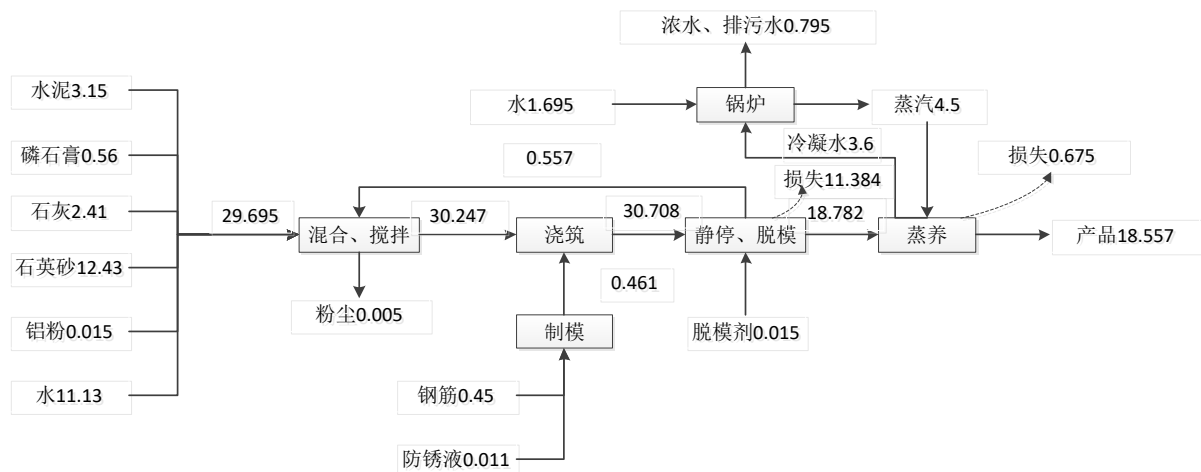 浓水、排污水0.795
水泥3.15
水1.695
锅炉
蒸汽4.5
冷凝水3.6
磷石膏0.56
0.557
损失0.675
损失11.384
石灰2.41
29.695
30.247
30.708
18.782
混合、搅拌
浇筑
静停、脱模
蒸养
产品18.557
石英砂12.43
0.461
粉尘0.005
铝粉0.015
制模
脱模剂0.015
水11.13
钢筋0.45
防锈液0.011